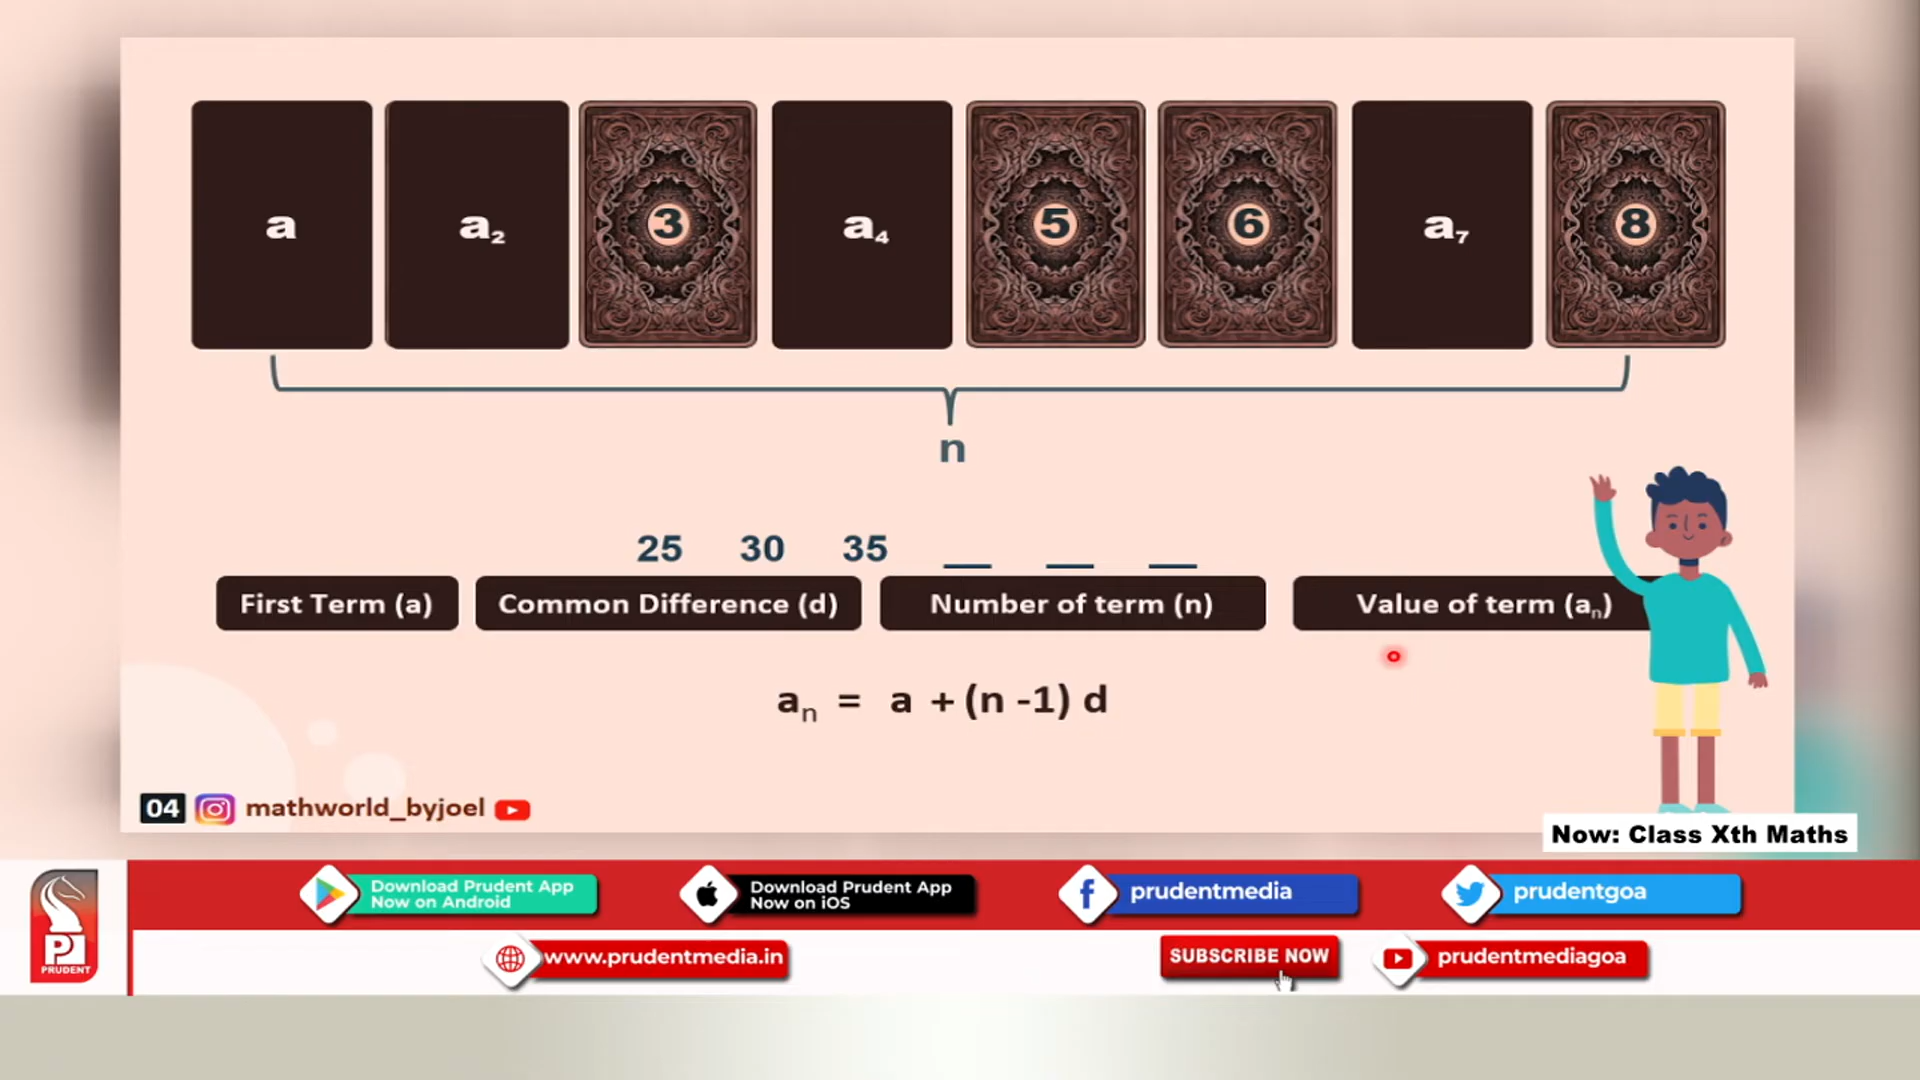 a a₂ 3 a₄ 5 6 a₇ 8
n
25 30 35 __ __ __
First Term (a) Common Difference (d) Number of term (n) Value of term (aₙ)
aₙ = a + (n -1) d
04 mathworld_byjoel
Now: Class Xth Maths
Download Prudent App
Now on Android
Download Prudent App
Now on iOS
prudentmedia
prudentgoa
PRUDENT
www.prudentmedia.in
SUBSCRIBE NOW
prudentmediagoa